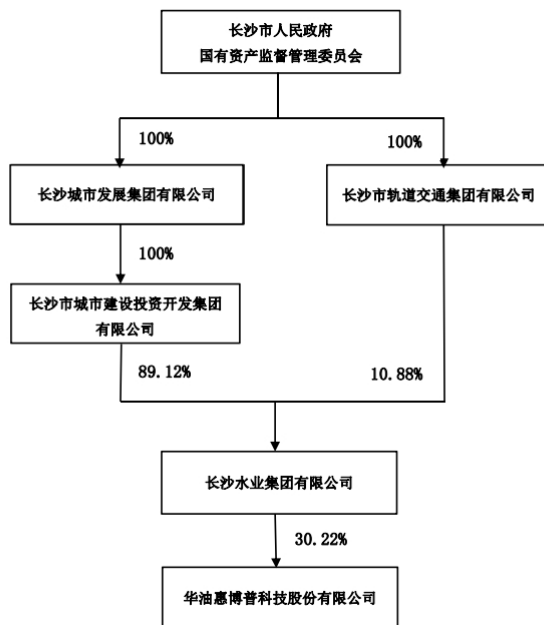 长沙市人民政府
国有资产监督管理委员会
100%
100%
长沙城市发展集团有限公司
长沙市轨道交通集团有限公司
100%
长沙市城市建设投资开发集团
有限公司
89.12%
10.88%
长沙水业集团有限公司
30.22%
华油惠博普科技股份有限公司